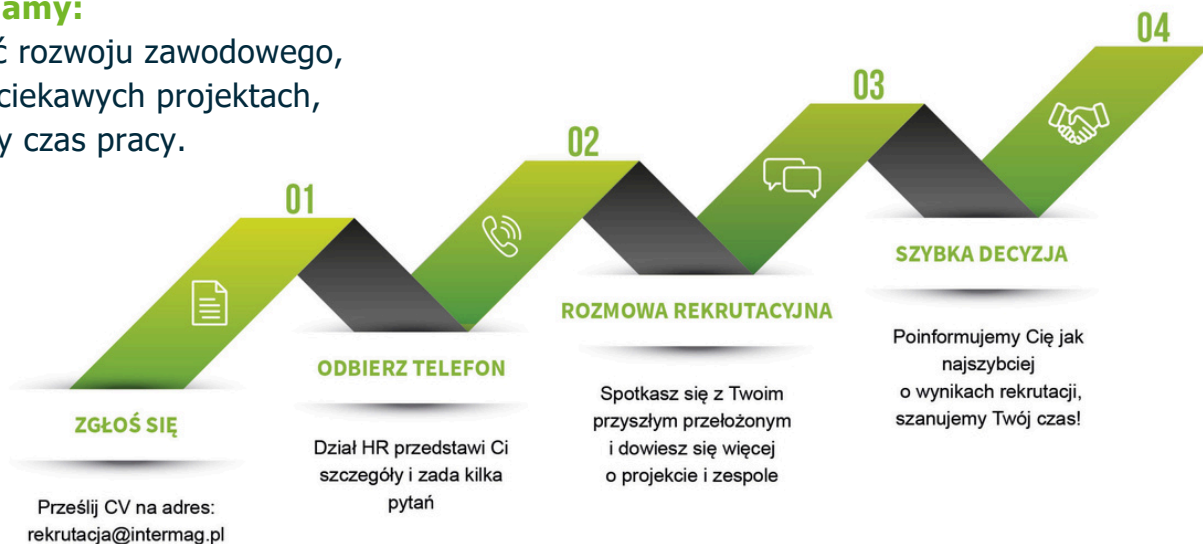 amy:
ć rozwoju zawodowego,
ciekawych projektach,
y czas pracy.
01
ZGŁOŚ SIĘ
Prześlij CV na adres:
rekrutacja@intermag.pl
02
ODBIERZ TELEFON
Dział HR przedstawi Ci
szczegóły i zada kilka
pytań
03
ROZMOWA REKRUTACYJNA
Spotkasz się z Twoim
przyszłym przełożonym
i dowiesz się więcej
o projekcie i zespole
04
SZYBKA DECYZJA
Poinformujemy Cię jak
najszybciej
o wynikach rekrutacji,
szanujemy Twój czas!